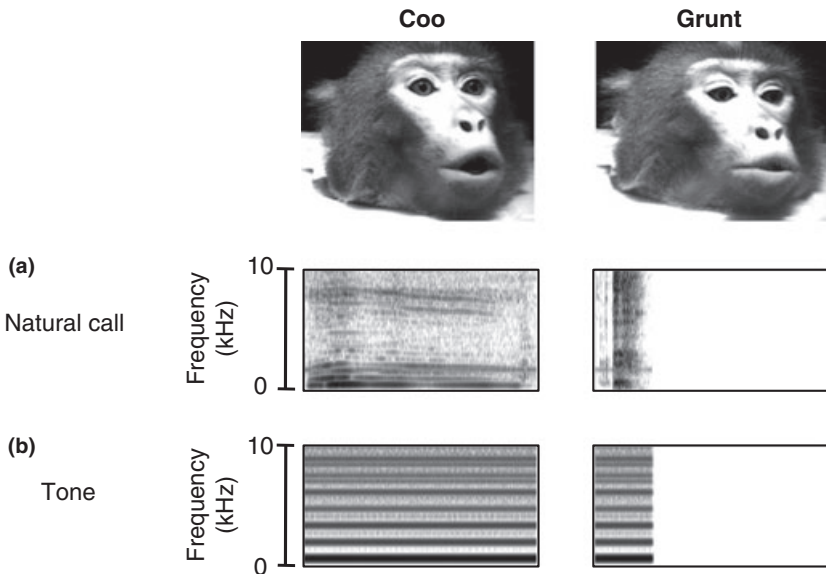 Coo Grunt
(a)
Natural call
Frequency
(kHz)
10
0
(b)
Tone
Frequency
(kHz)
10
0